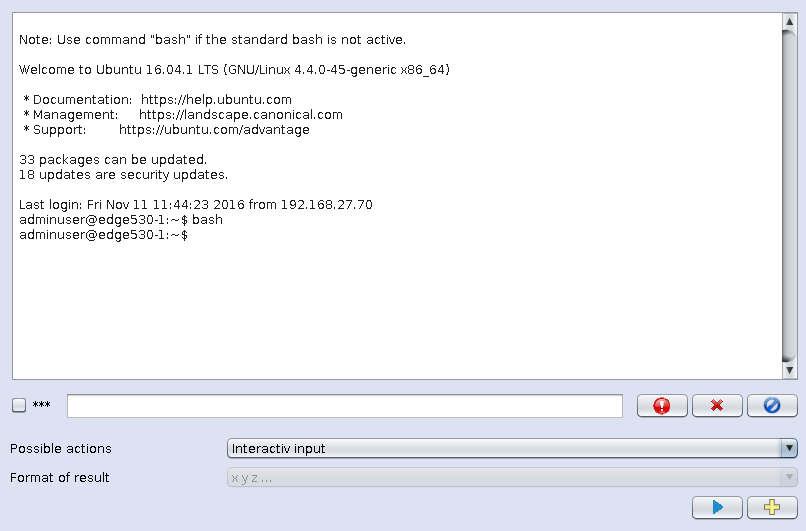 Note: Use command "bash" if the standard bash is not active.
Welcome to Ubuntu 16.04.1 LTS (GNU/Linux 4.4.0-45-generic x86_64)
* Documentation: https://help.ubuntu.com
* Management: https://landscape.canonical.com
* Support: https://ubuntu.com/advantage
33 packages can be updated.
18 updates are security updates.
Last login: Fri Nov 11 11:44:23 2016 from 192.168.27.70
adminuser@edge530-1:~$ bash
adminuser@edge530-1:~$
***
Possible actions
Interactiv input
Format of result
x y z ...